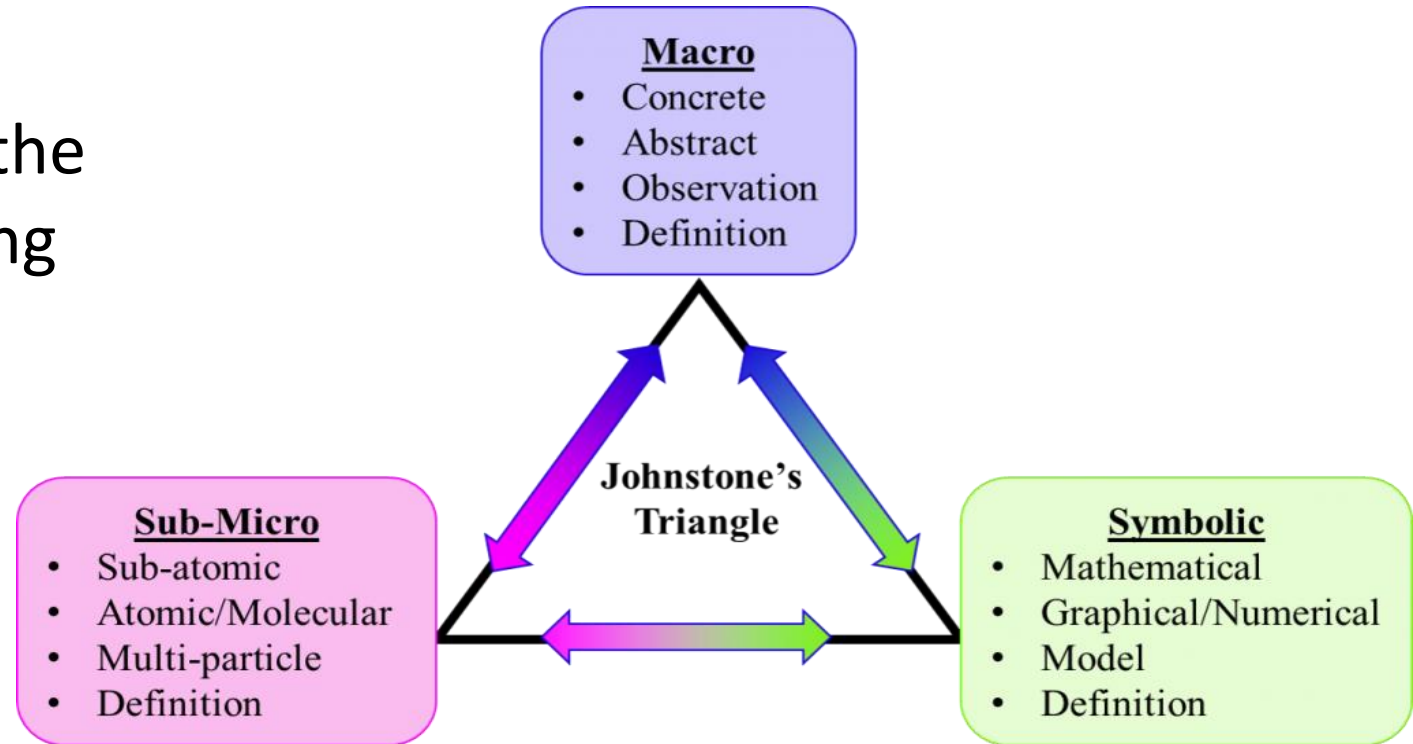 the
ng
Macro
• Concrete
• Abstract
• Observation
• Definition
Johnstone’s
Triangle
Sub-Micro
• Sub-atomic
• Atomic/Molecular
• Multi-particle
• Definition
Symbolic
• Mathematical
• Graphical/Numerical
• Model
• Definition